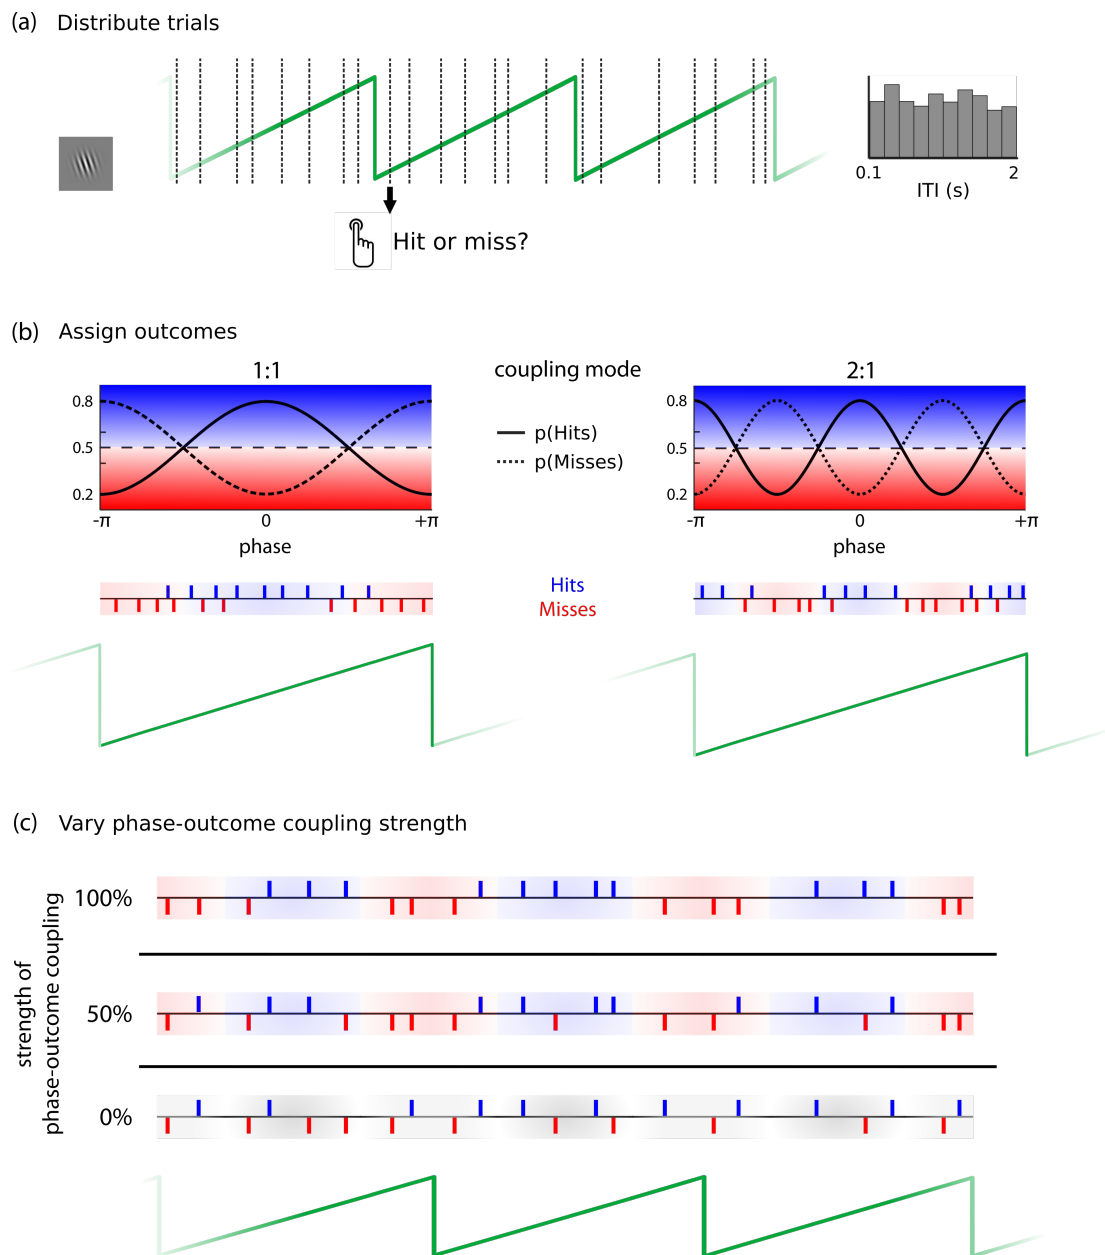 (a) Distribute trials
0.1 2
ITI (s)
Hit or miss?
(b) Assign outcomes
1:1 coupling mode 2:1
0.8 0.8
p(Hits)
0.5 0.5
p(Misses)
0.2 0.2
-π 0 +π -π 0 +π
phase phase
Hits
Misses
(c) Vary phase-outcome coupling strength
strength of
phase-outcome coupling
100%
50%
0%